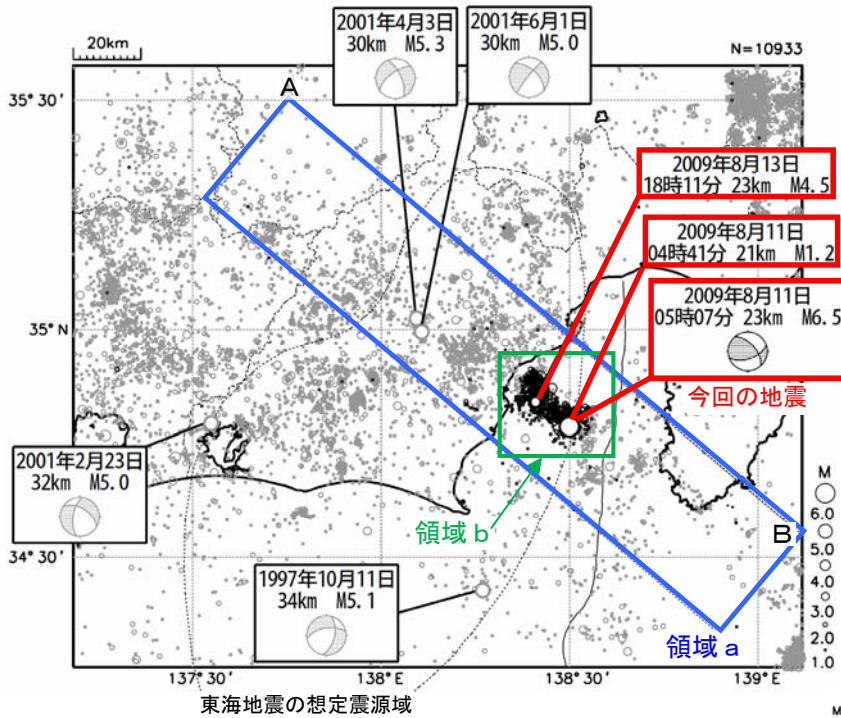 20km
2001年4月3日
30km M5.3
2001年6月1日
30km M5.0
N=10933
35°30′
A
2009年8月13日
18時11分 23km M4.5
2009年8月11日
04時41分 21km M1.2
2009年8月11日
05時07分 23km M6.5
今回の地震
35°N
2001年2月23日
32km M5.0
領域b
B
M
6.0
5.0
4.0
3.0
2.0
1.0
34°30′
1997年10月11日
34km M5.1
領域a
137°30′
138°E
138°30′
139°E
東海地震の想定震源域
M